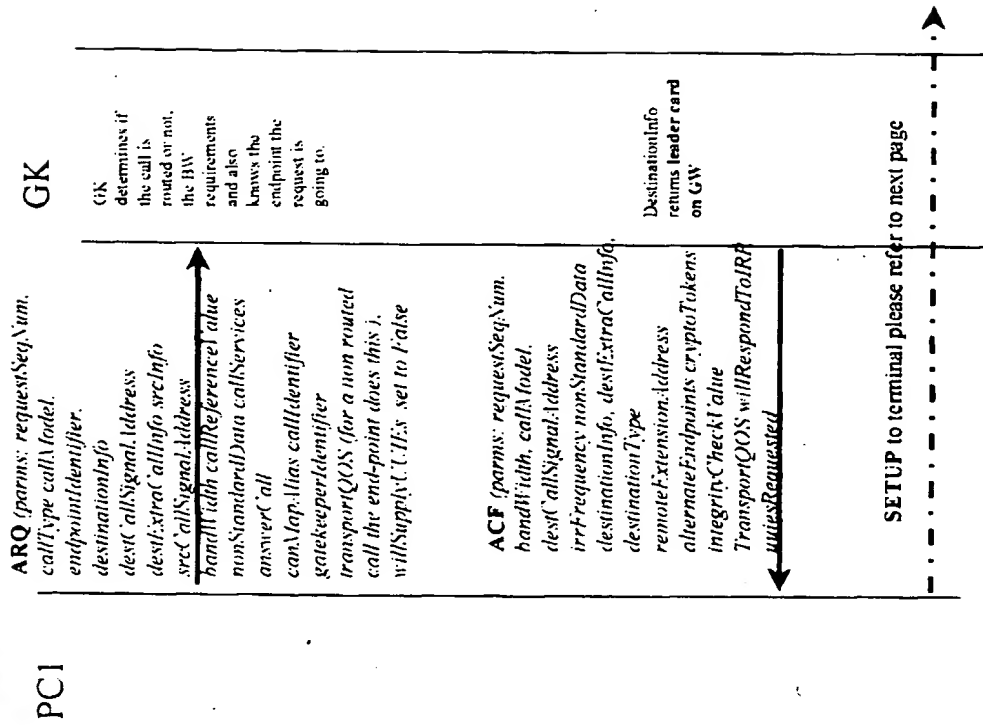 PC1
GK
ARQ (params: requestSeqNum.
callType callModel.
endpointIdentifier.
destinationInfo
destCallSignalAddress
destExtraCallInfo srcInfo
srcCallSignalAddress
bandWidth callReferenceValue
nonStandardData callServices
answerCall
canMapAlias callIdentifier
gatekeeperIdentifier
transportQOS (for a non routed
call the end-point does this ).
willSupplyUUIEs set to False
GK
determines if
the call is
routed or not.
the BW
requirements
and also
knows the
endpoint the
request is
going to.
ACF (params: requestSeqNum.
bandWidth, callModel.
destCallSignalAddress
irrFrequency nonStandardData
destinationInfo, destExtraCallInfo.
destinationType
remoteExtensionAddress
alternateEndpoints cryptoTokens
integrityCheckValue
TransportQOS willRespondToIRR
uuiesRequested
DestinationInfo
returns leader card
on GW
SETUP to terminal please refer to next page